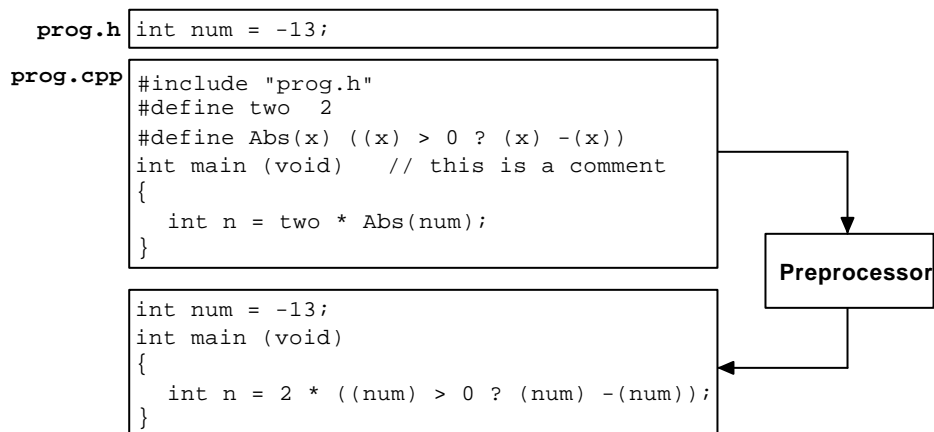 prog.h int num = -13;
prog.cpp #include "prog.h"
#define two  2
#define Abs(x) ((x) > 0 ? (x) -(x))
int main (void)   // this is a comment
{
  int n = two * Abs(num);
}
Preprocessor
int num = -13;
int main (void)
{
  int n = 2 * ((num) > 0 ? (num) -(num));
}